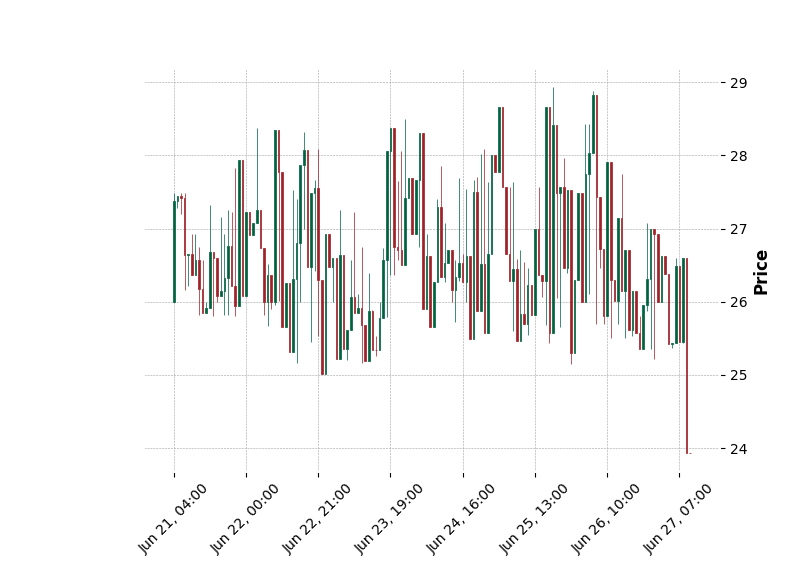 29
28
27
26
25
24
Price
Jun 21, 04:00
Jun 22, 00:00
Jun 22, 21:00
Jun 23, 19:00
Jun 24, 16:00
Jun 25, 13:00
Jun 26, 10:00
Jun 27, 07:00